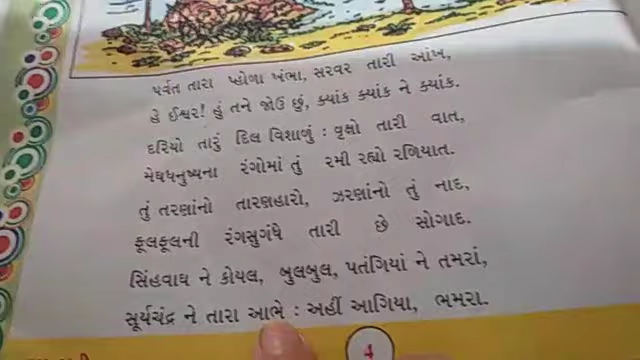 પર્વત તારા પ્હોળા ખંભા, સરવર તારી આંખ,
હે ઈશ્વર! હું તને જોઉં છું, ક્યાંક ક્યાંક ને ક્યાંક.
દરિયો તારું દિલ વિશાળું : વૃક્ષો તારી વાત,
મેઘધનુષ્યના રંગોમાં તું રમી રહ્યો રળિયાત.
તું તરણાંનો તારણહારો, ઝરણાંનો તું નાદ,
ફૂલફૂલની રંગસુગંધે તારી છે સોગાદ.
સિંહવાઘ ને કોયલ, બુલબુલ, પતંગિયાં ને તમરાં,
સૂર્યચંદ્ર ને તારા આભે : અહીં આગિયા, ભમરા.